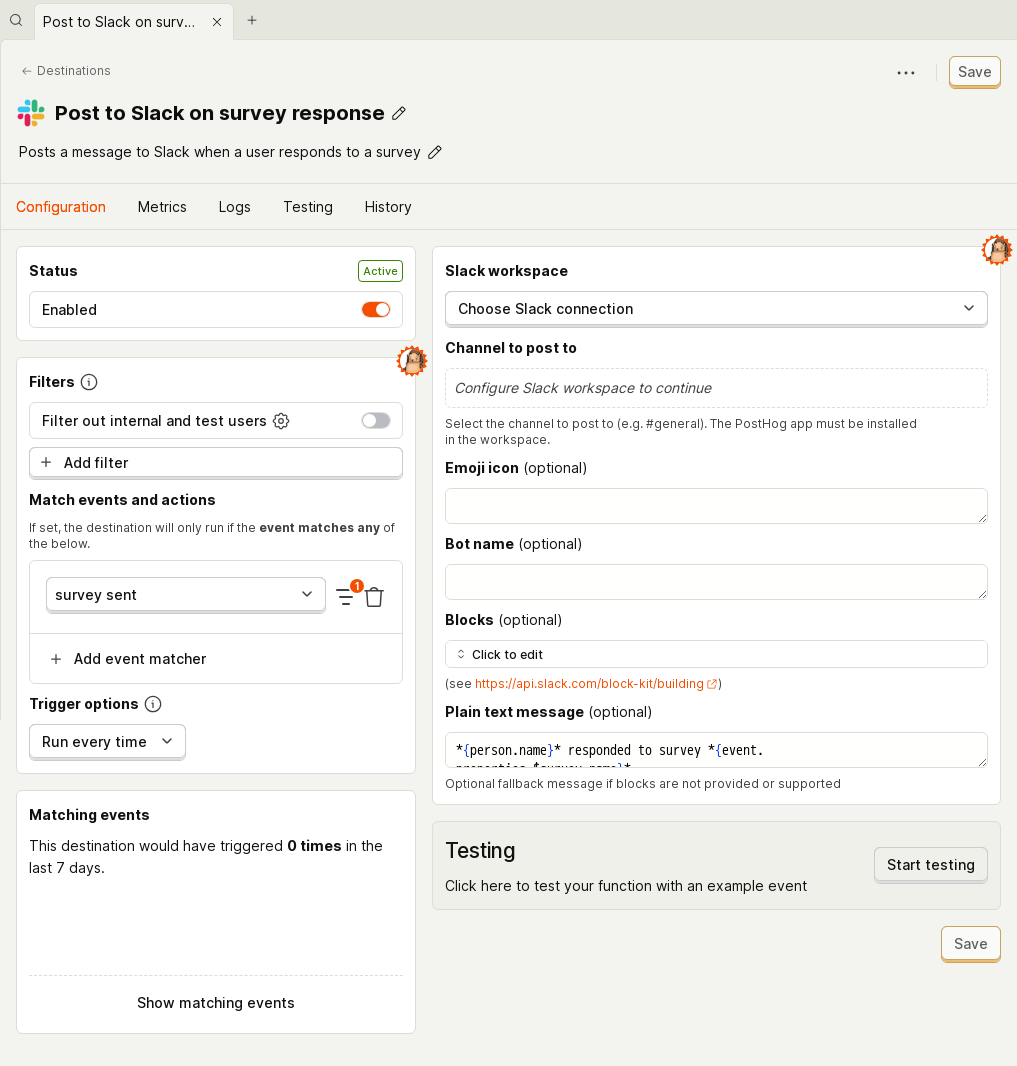 Post to Slack on surv...
← Destinations
Save
Post to Slack on survey response
Posts a message to Slack when a user responds to a survey
Configuration
Metrics
Logs
Testing
History
Status
Active
Enabled
Filters
Filter out internal and test users
+ Add filter
Match events and actions
If set, the destination will only run if the event matches any of
the below.
survey sent
1
+ Add event matcher
Trigger options
Run every time
Matching events
This destination would have triggered 0 times in the
last 7 days.
Show matching events
Slack workspace
Choose Slack connection
Channel to post to
Configure Slack workspace to continue
Select the channel to post to (e.g. #general). The PostHog app must be installed
in the workspace.
Emoji icon (optional)
Bot name (optional)
Blocks (optional)
Click to edit
(see https://api.slack.com/block-kit/building)
Plain text message (optional)
*{person.name}* responded to survey *{event.
properties.$survey_name}*
Optional fallback message if blocks are not provided or supported
Testing
Click here to test your function with an example event
Start testing
Save